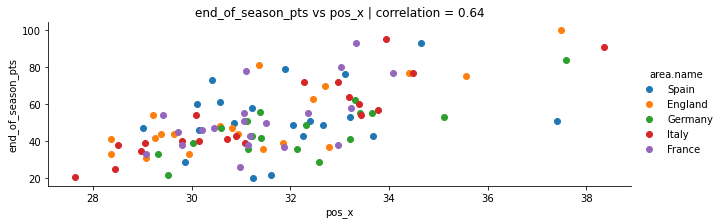 end_of_season_pts vs pos_x | correlation = 0.64
end_of_season_pts
100
80
60
40
20
28
30
32
34
36
38
pos_x
area.name
Spain
England
Germany
Italy
France